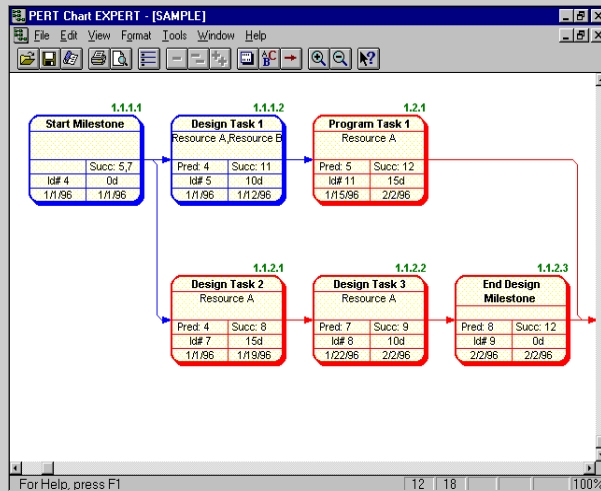 PERT Chart EXPERT - [SAMPLE]
File Edit View Format Tools Window Help
1.1.1.1
Start Milestone
Succ: 5,7
Id# 4 0d
1/1/96 1/1/96
1.1.1.2
Design Task 1
Resource A,Resource B
Pred: 4 Succ: 11
Id# 5 10d
1/1/96 1/12/96
1.2.1
Program Task 1
Resource A
Pred: 5 Succ: 12
Id# 11 15d
1/15/96 2/2/96
1.1.2.1
Design Task 2
Resource A
Pred: 4 Succ: 8
Id# 7 15d
1/1/96 1/19/96
1.1.2.2
Design Task 3
Resource A
Pred: 7 Succ: 9
Id# 8 10d
1/22/96 2/2/96
1.1.2.3
End Design
Milestone
Pred: 8 Succ: 12
Id# 9 0d
2/2/96 2/2/96
For Help, press F1 12 18 100%